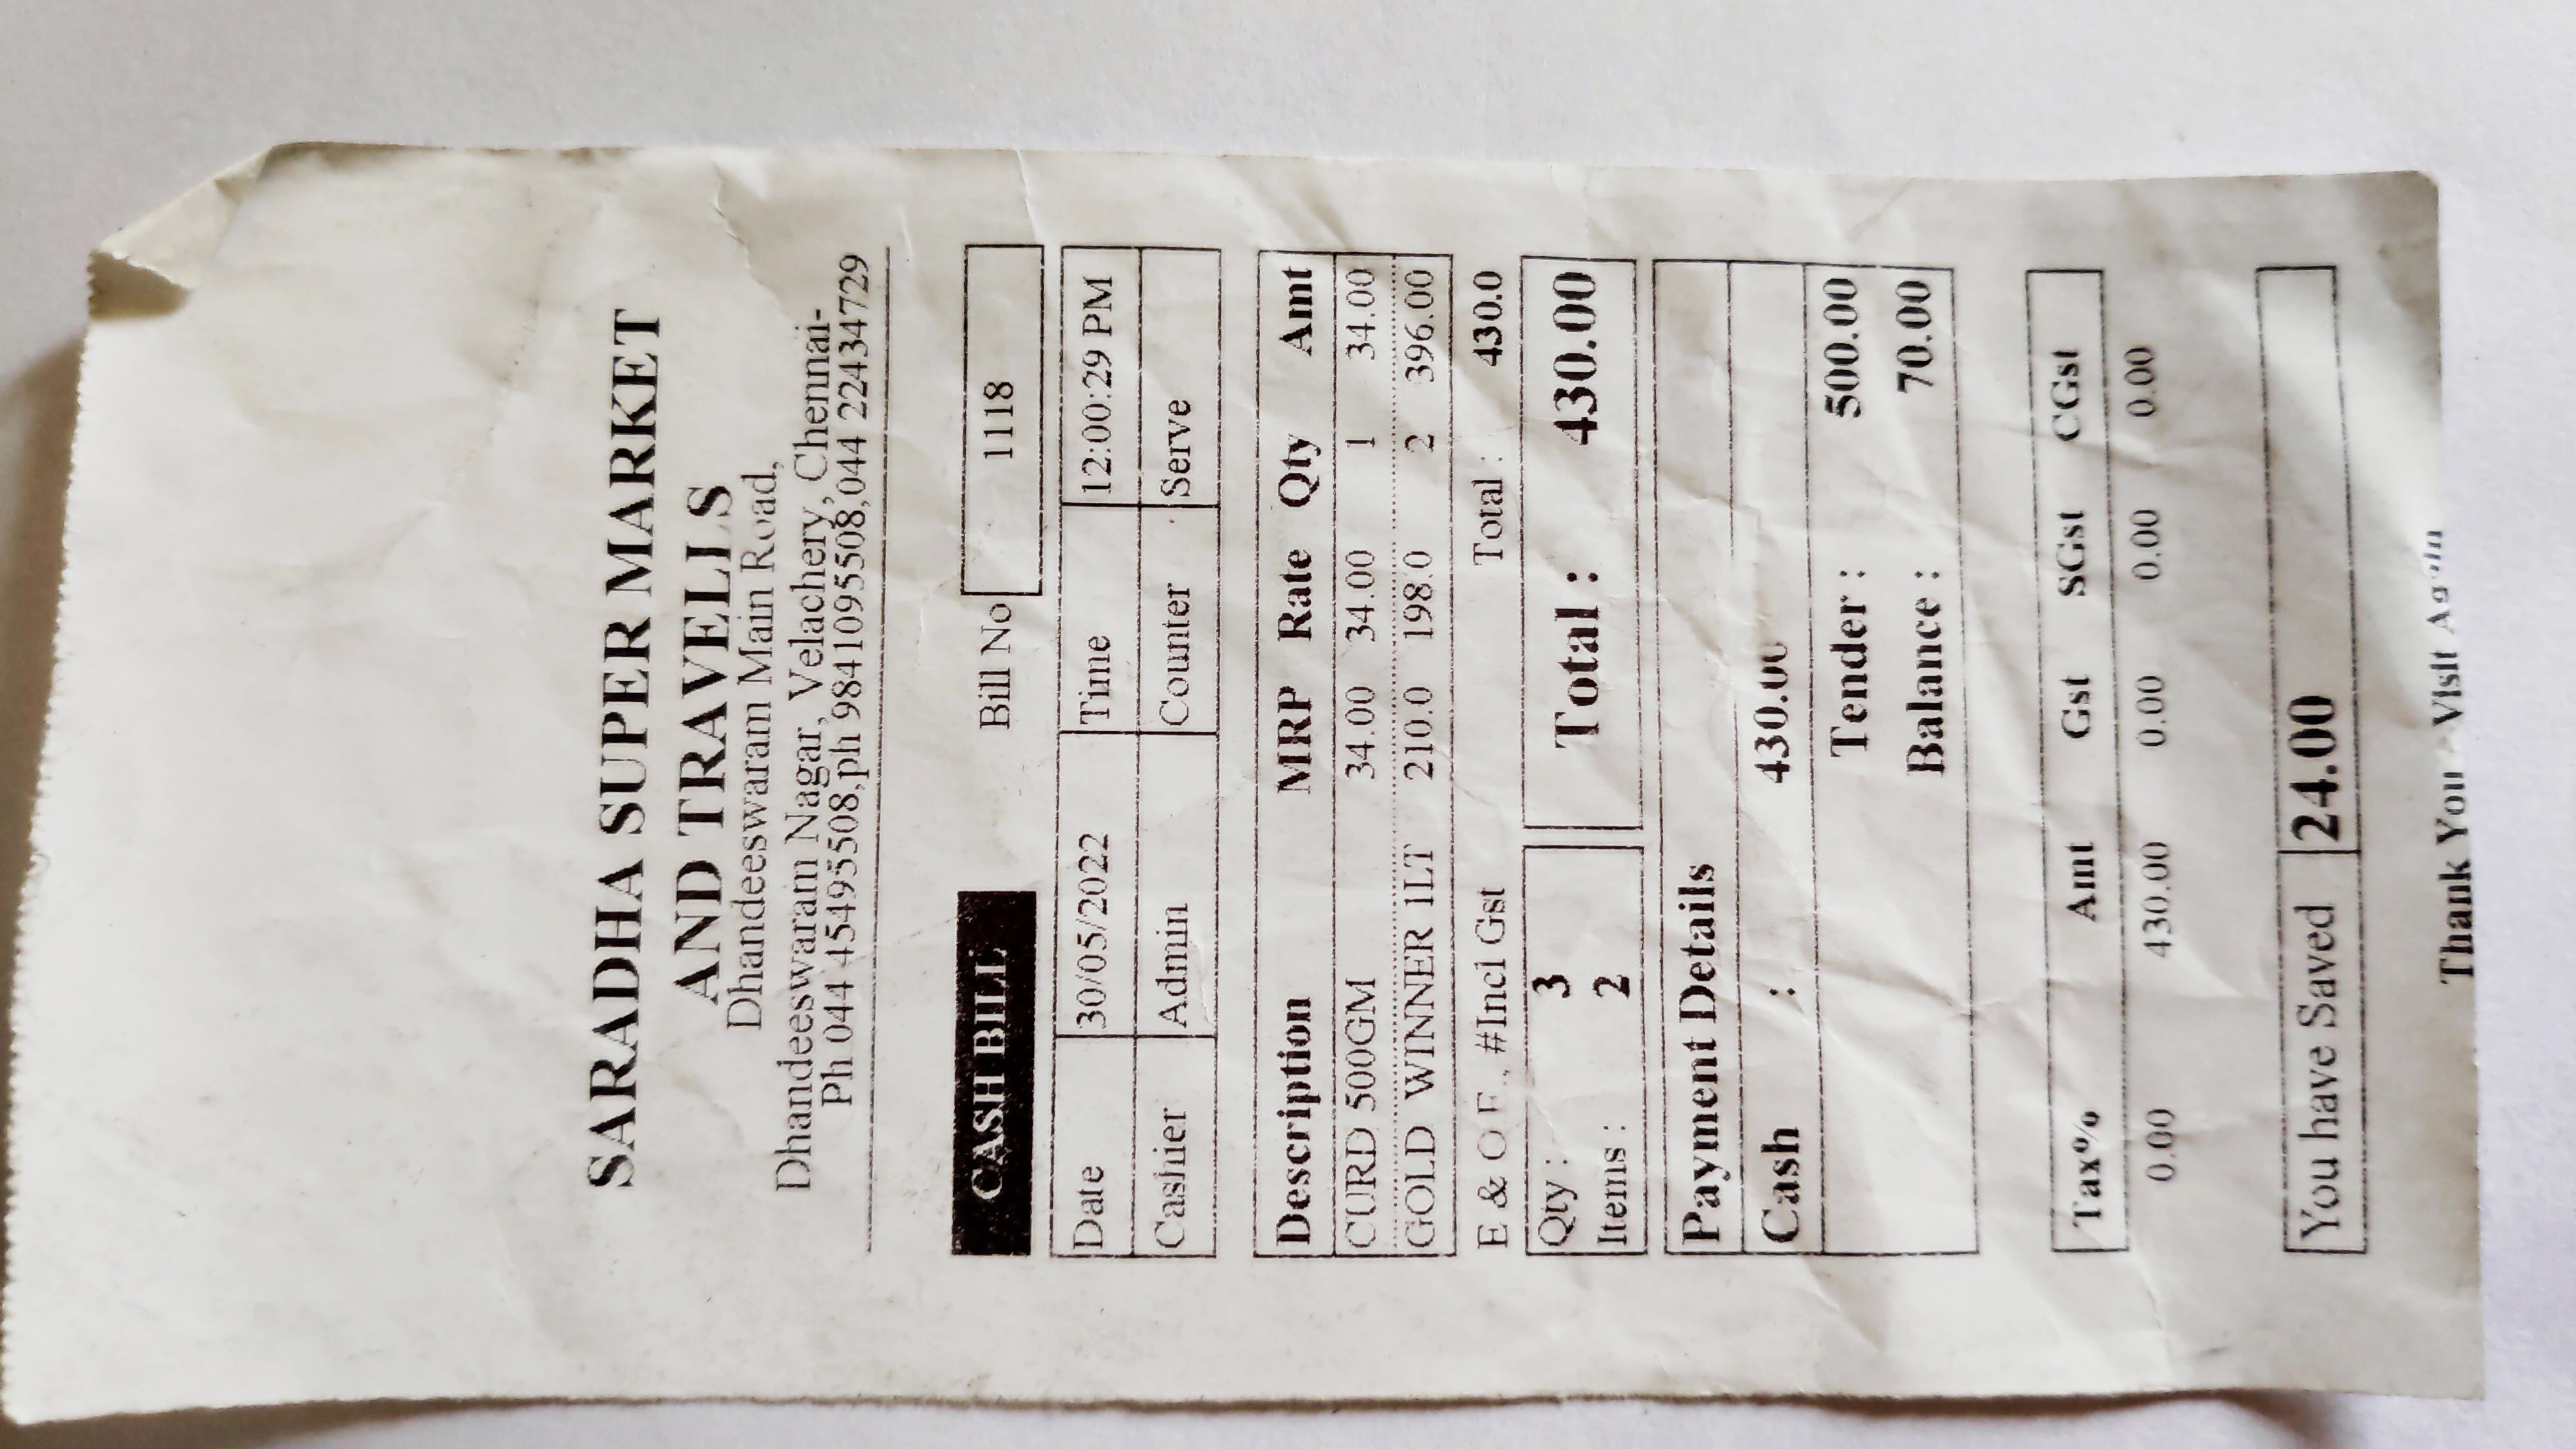 SARADHA SUPER MARKET
AND TRAVELLS
Dhandeeswaram Main Road,
Dhandeeswaram Nagar, Velachery, Chennai-
Ph 044 45495508,ph 9841095508,044 22434729
CASH BILL Bill No 1118
Date 30/05/2022 Time 12:00:29 PM
Cashier Admin Counter Serve
Description MRP Rate Qty Amt
CURD 500GM 34.00 34.00 1 34.00
GOLD WINNER 1LT 210.0 198.0 2 396.00
E & O E., #Incl Gst Total : 430.0
Qty : 3
Items : 2
Total : 430.00
Payment Details
Cash : 430.00
Tender : 500.00
Balance : 70.00
Tax% Amt Gst SGst CGst
0.00 430.00 0.00 0.00 0.00
You have Saved 24.00
Thank You Visit Again